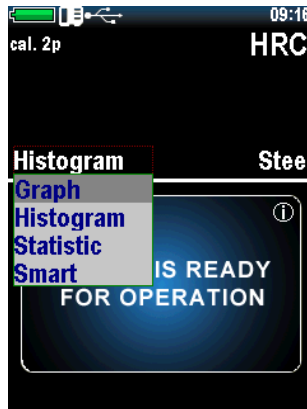 09:16
cal. 2p HRC
Histogram Stee
Graph
Histogram
Statistic
Smart
IS READY
FOR OPERATION